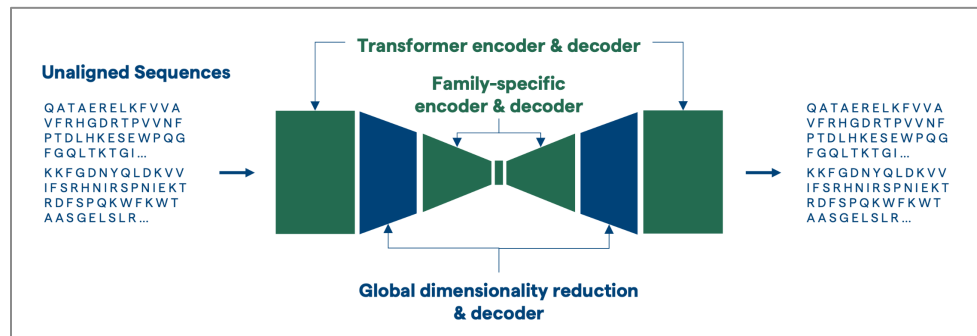 Transformer encoder & decoder
Unaligned Sequences
Family-specific
encoder & decoder
QATAERELKFVVA
VFRHGDRTPVVNF
PTDLHKESEWPQG
FGQLTKTGI...
KKFGDNYQLDKVV
IFSRHNIRSPNIEKT
RDFSPQKWFKWT
AASGELSLR...
QATAERELKFVVA
VFRHGDRTPVVNF
PTDLHKESEWPQG
FGQLTKTGI...
KKFGDNYQLDKVV
IFSRHNIRSPNIEKT
RDFSPQKWFKWT
AASGELSLR...
Global dimensionality reduction
& decoder